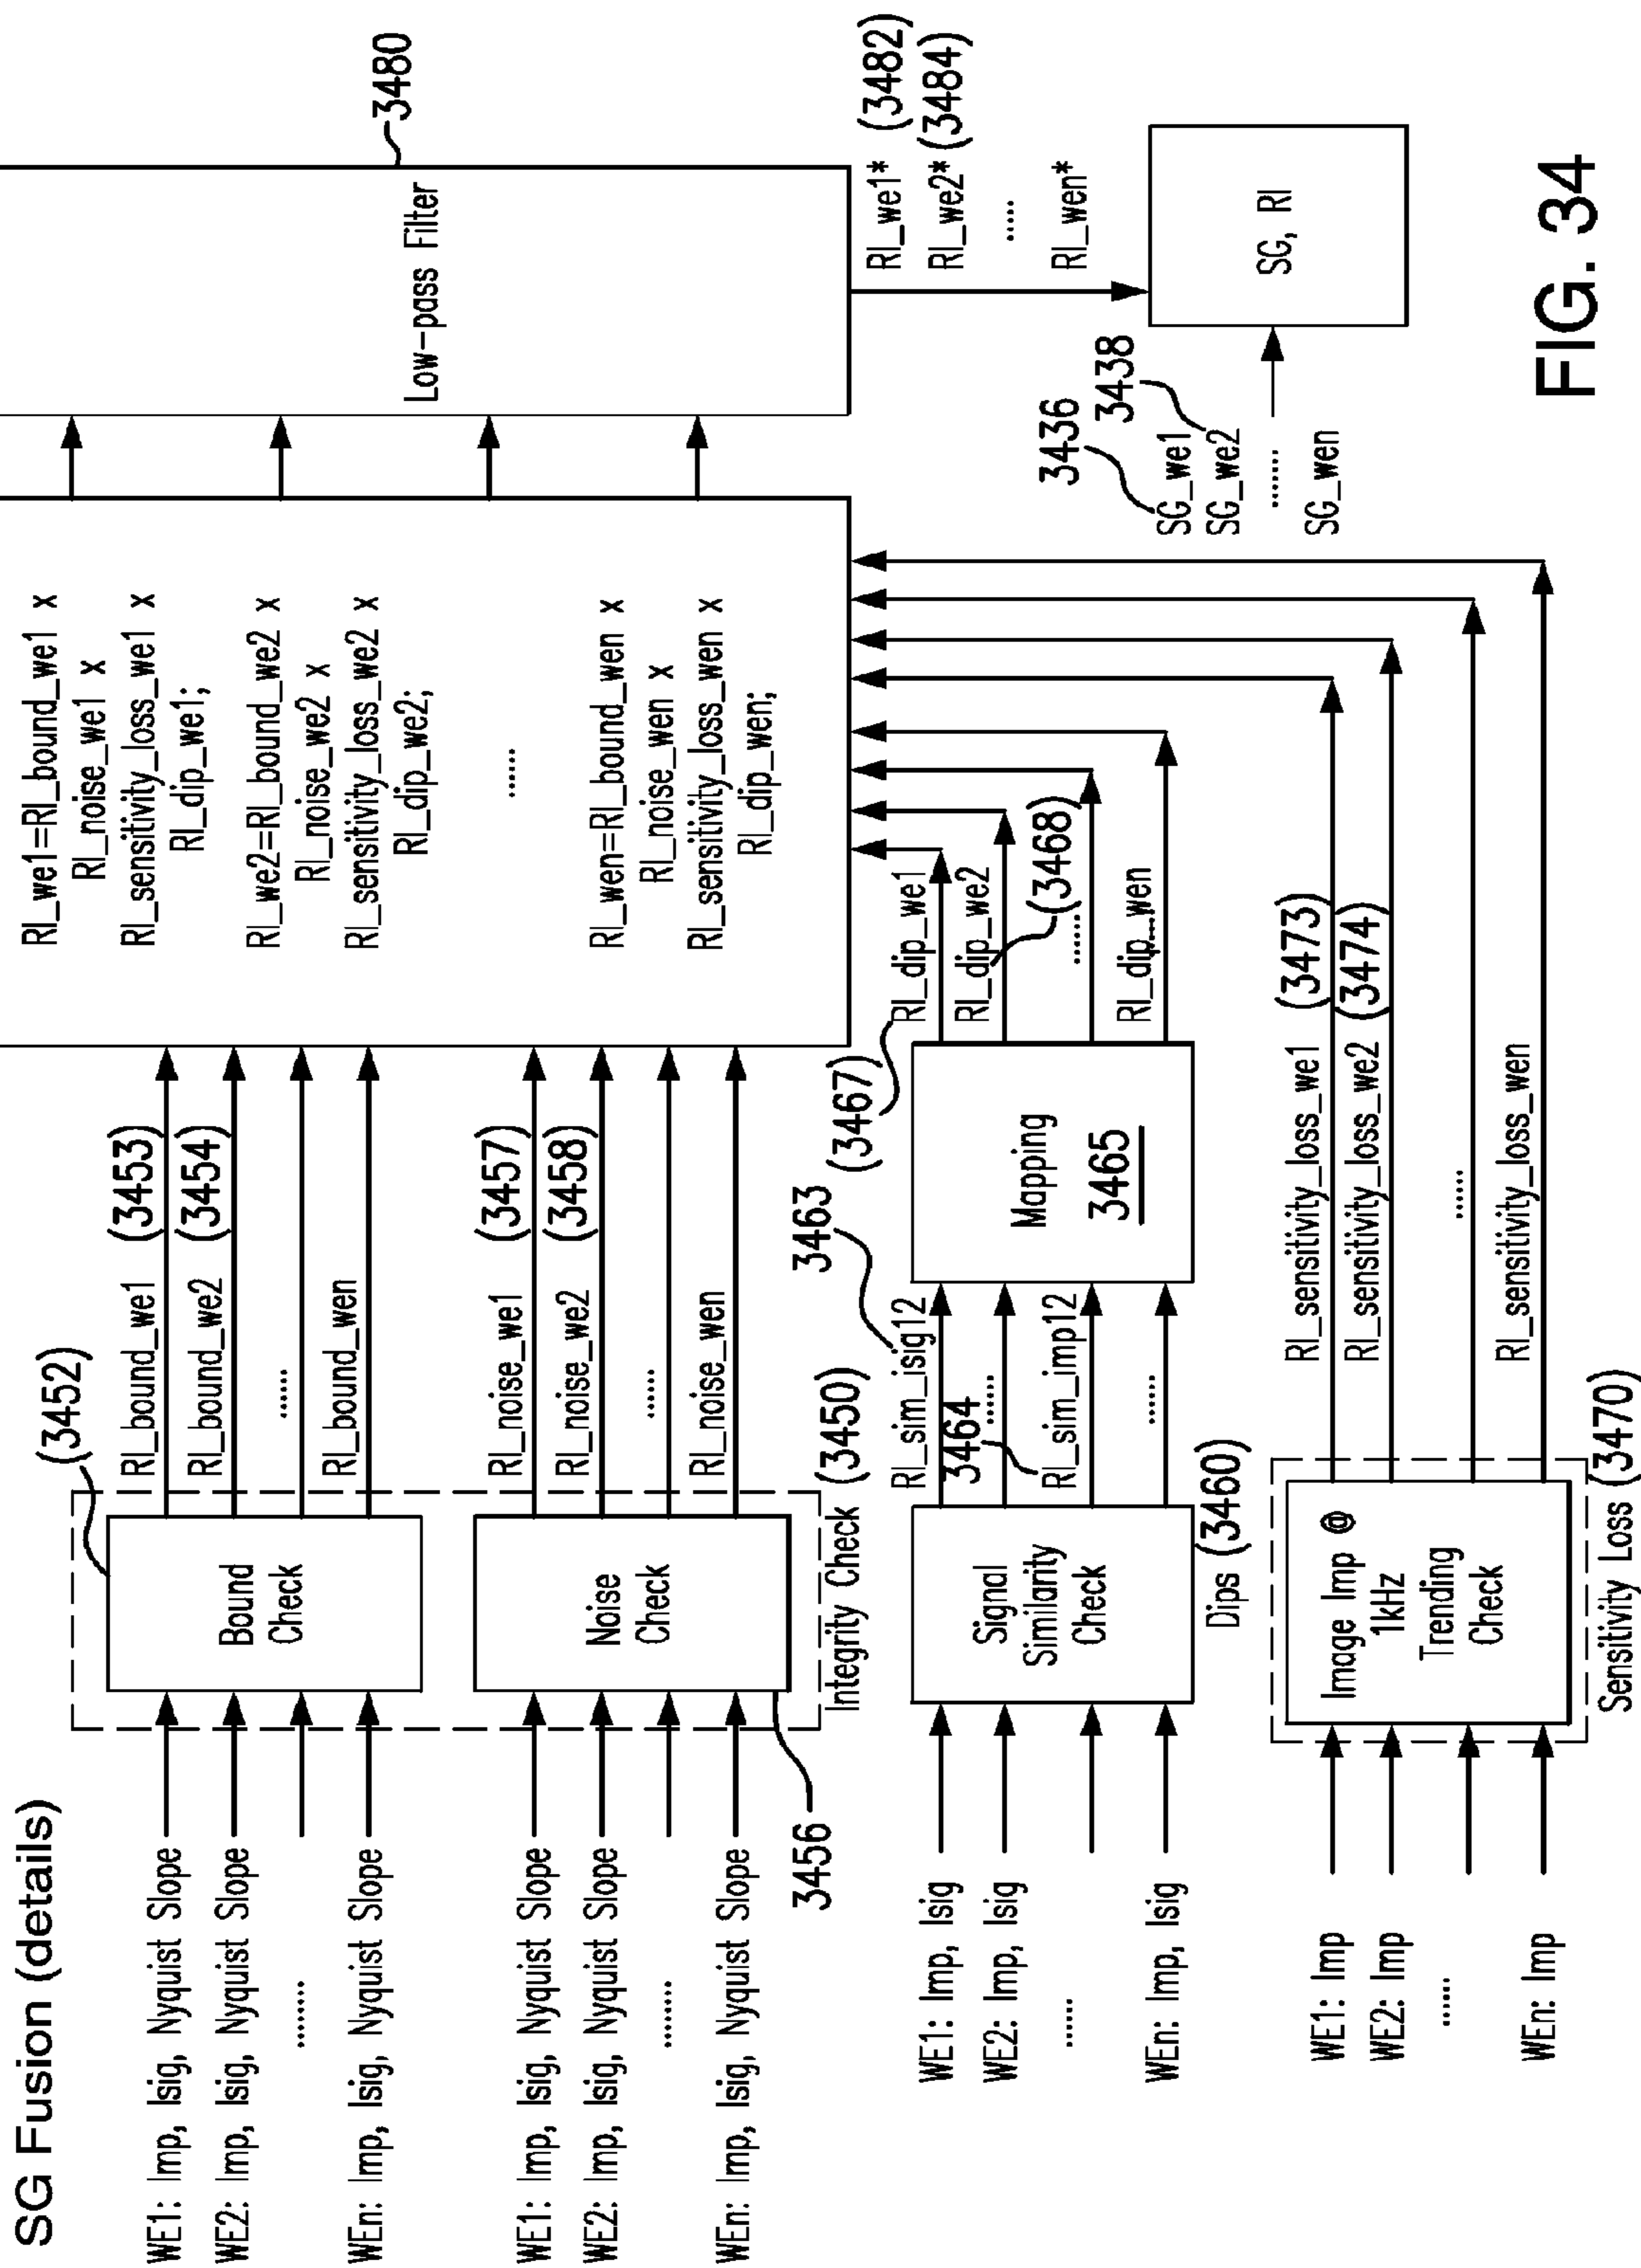 SG Fusion (details)
WE1: Imp, Isig, Nyquist Slope
WE2: Imp, Isig, Nyquist Slope
........
WEn: Imp, Isig, Nyquist Slope
(3452)
Bound
Check
RI_bound_we1 (3453)
RI_bound_we2 (3454)
......
RI_bound_wen
WE1: Imp, Isig, Nyquist Slope
WE2: Imp, Isig, Nyquist Slope
........
WEn: Imp, Isig, Nyquist Slope
3456
Noise
Check
RI_noise_we1 (3457)
RI_noise_we2 (3458)
......
RI_noise_wen
Integrity Check (3450)
WE1: Imp, Isig
WE2: Imp, Isig
......
WEn: Imp, Isig
Signal
Similarity
Check
Dips (3460)
RI_sim_isig12
3463
......
3464
RI_sim_imp12
......
Mapping
3465
(3467)
RI_dip_we1
RI_dip_we2
(3468)
......
RI_dip_wen
......
WE1: Imp
WE2: Imp
......
WEn: Imp
Image Imp @
1kHz
Trending
Check
Sensitivity Loss (3470)
RI_sensitivity_loss_we1 (3473)
RI_sensitivity_loss_we2 (3474)
......
RI_sensitivity_loss_wen
RI_we1=RI_bound_we1 x
RI_noise_we1 x
RI_sensitivity_loss_we1 x
RI_dip_we1;
RI_we2=RI_bound_we2 x
RI_noise_we2 x
RI_sensitivity_loss_we2 x
RI_dip_we2;
......
RI_wen=RI_bound_wen x
RI_noise_wen x
RI_sensitivity_loss_wen x
RI_dip_wen;
Low-pass Filter
3480
RI_we1* (3482)
RI_we2* (3484)
......
RI_wen*
3436
3438
SG_we1
SG_we2
......
SG_wen
SG, RI
FIG. 34